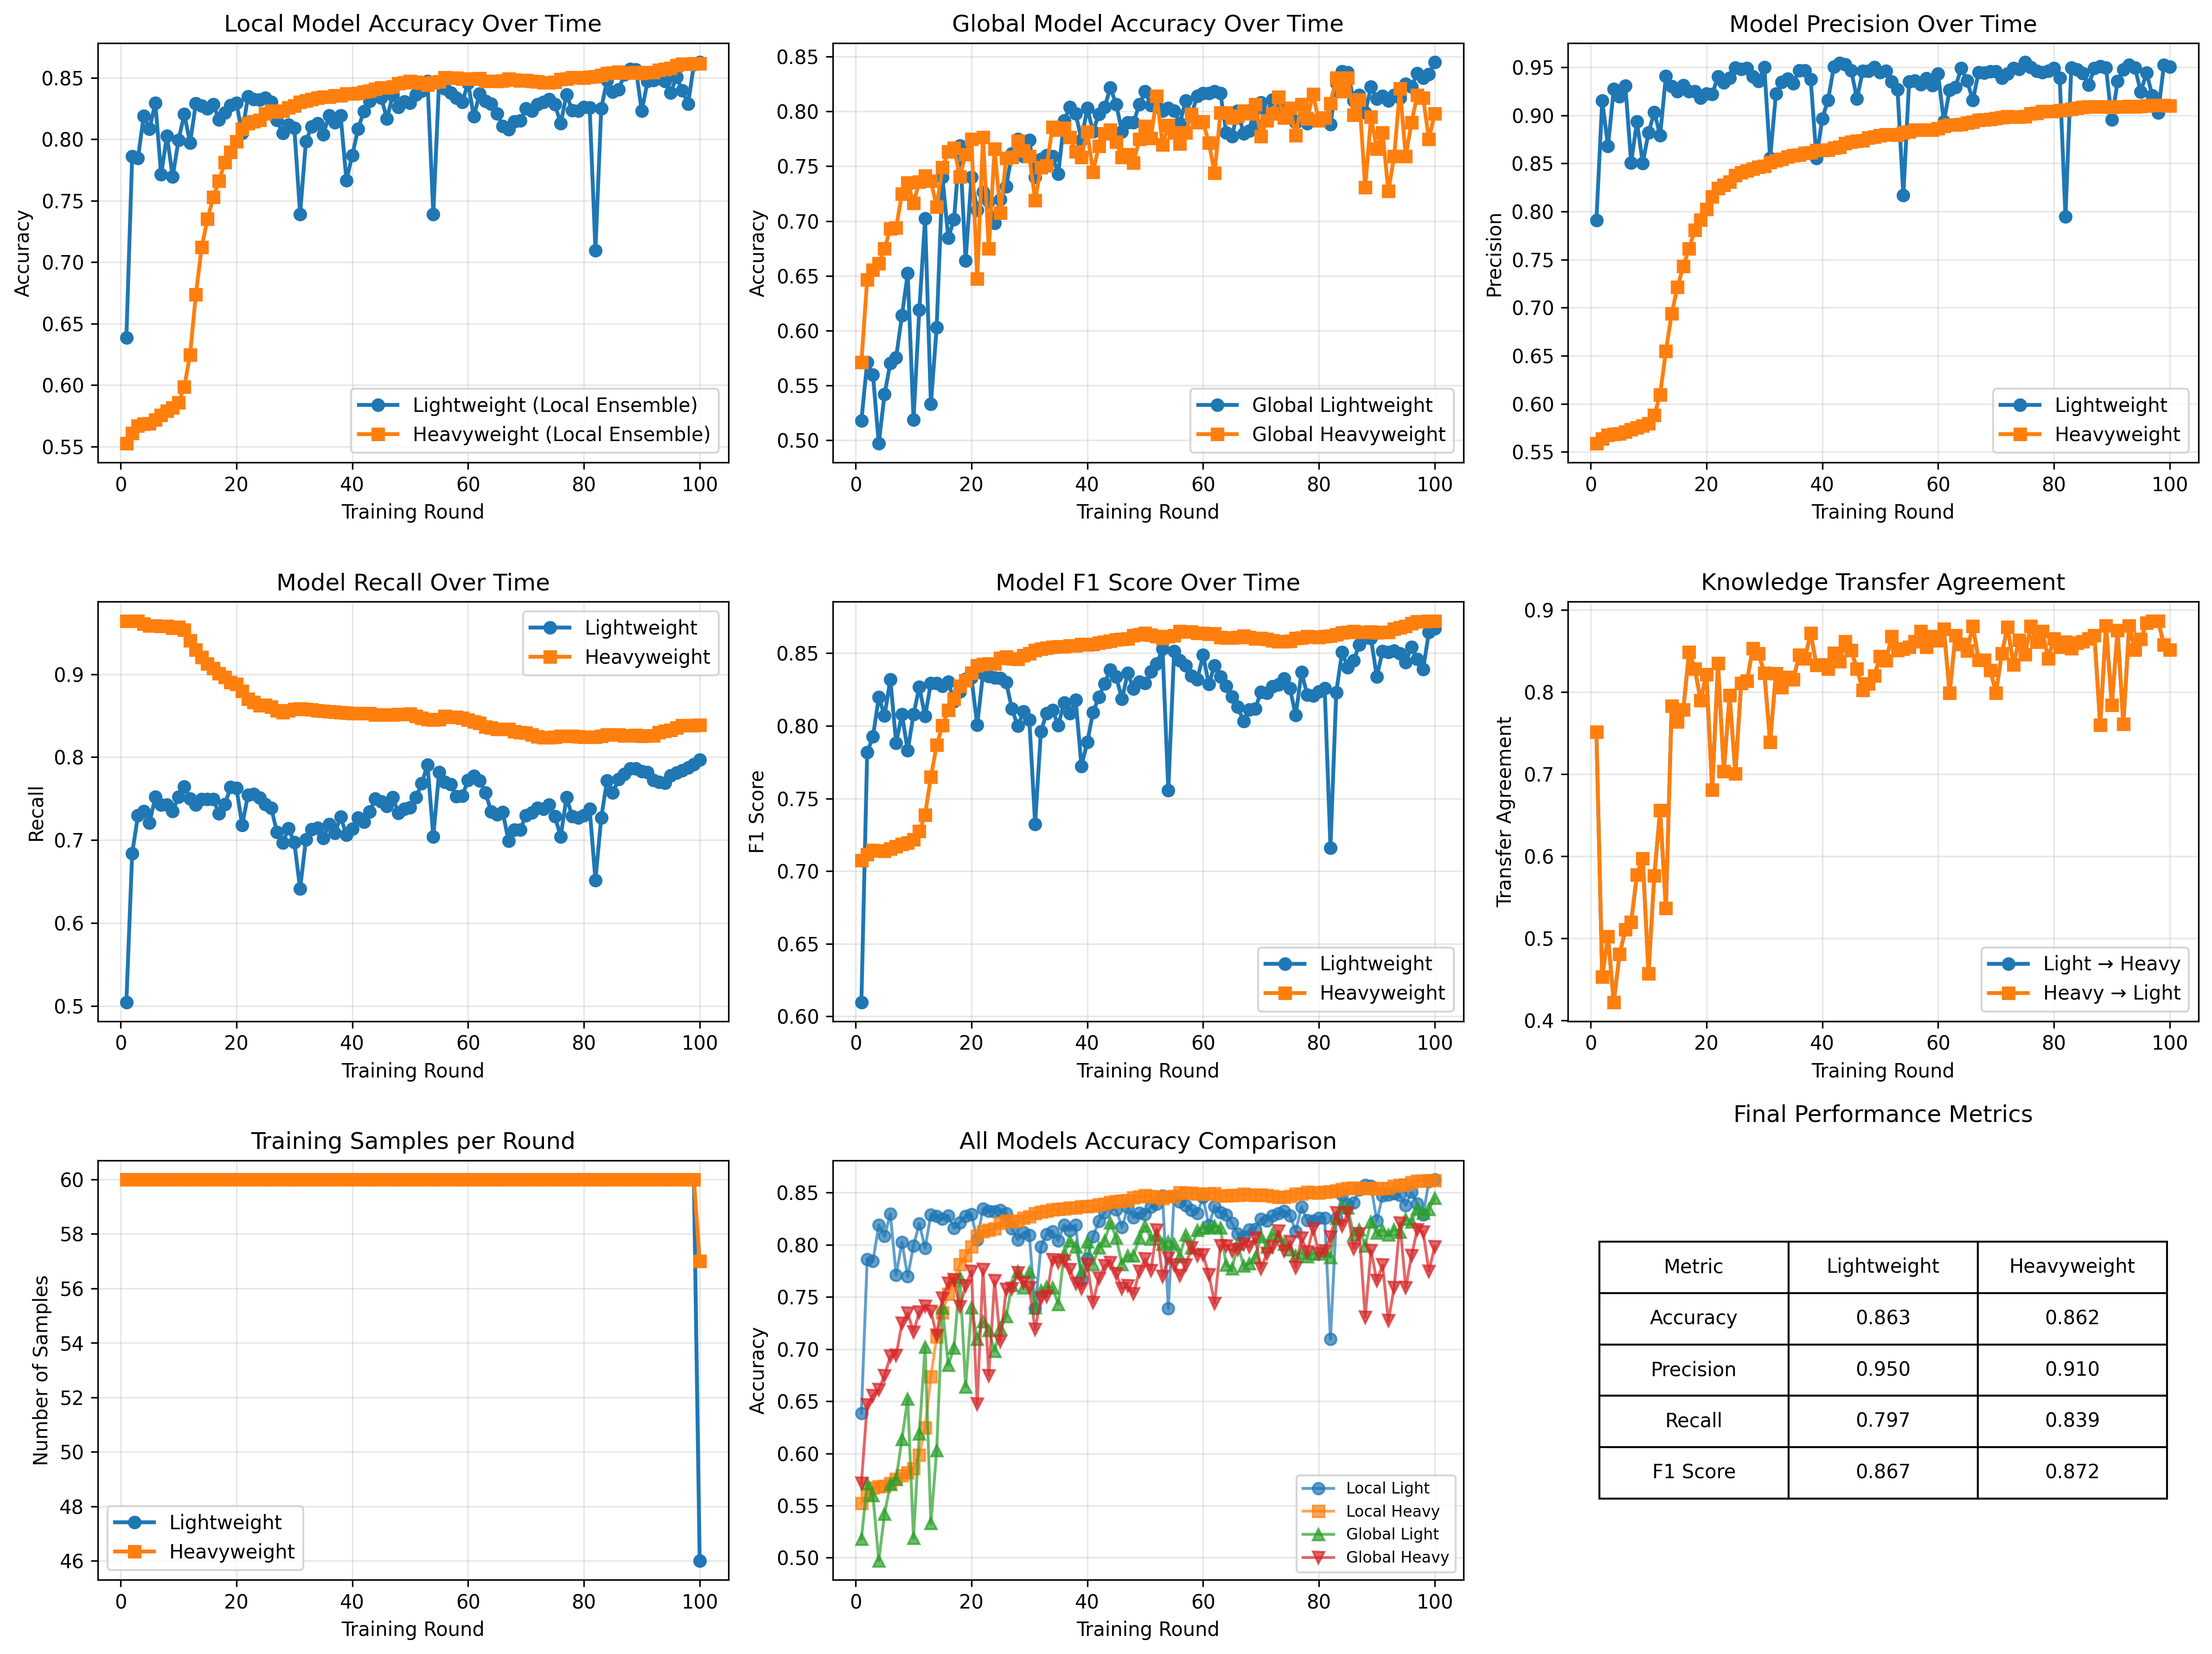 Local Model Accuracy Over Time
Accuracy
0.85
0.80
0.75
0.70
0.65
0.60
0.55
Lightweight (Local Ensemble)
Heavyweight (Local Ensemble)
0 20 40 60 80 100
Training Round
Global Model Accuracy Over Time
Accuracy
0.85
0.80
0.75
0.70
0.65
0.60
0.55
0.50
Global Lightweight
Global Heavyweight
0 20 40 60 80 100
Training Round
Model Precision Over Time
Precision
0.95
0.90
0.85
0.80
0.75
0.70
0.65
0.60
0.55
Lightweight
Heavyweight
0 20 40 60 80 100
Training Round
Model Recall Over Time
Recall
0.9
0.8
0.7
0.6
0.5
Lightweight
Heavyweight
0 20 40 60 80 100
Training Round
Model F1 Score Over Time
F1 Score
0.85
0.80
0.75
0.70
0.65
0.60
Lightweight
Heavyweight
0 20 40 60 80 100
Training Round
Knowledge Transfer Agreement
Transfer Agreement
0.9
0.8
0.7
0.6
0.5
0.4
Light → Heavy
Heavy → Light
0 20 40 60 80 100
Training Round
Training Samples per Round
Number of Samples
60
58
56
54
52
50
48
46
Lightweight
Heavyweight
0 20 40 60 80 100
Training Round
All Models Accuracy Comparison
Accuracy
0.85
0.80
0.75
0.70
0.65
0.60
0.55
0.50
Local Light
Local Heavy
Global Light
Global Heavy
0 20 40 60 80 100
Training Round
Final Performance Metrics
Metric Lightweight Heavyweight
Accuracy 0.863 0.862
Precision 0.950 0.910
Recall 0.797 0.839
F1 Score 0.867 0.872